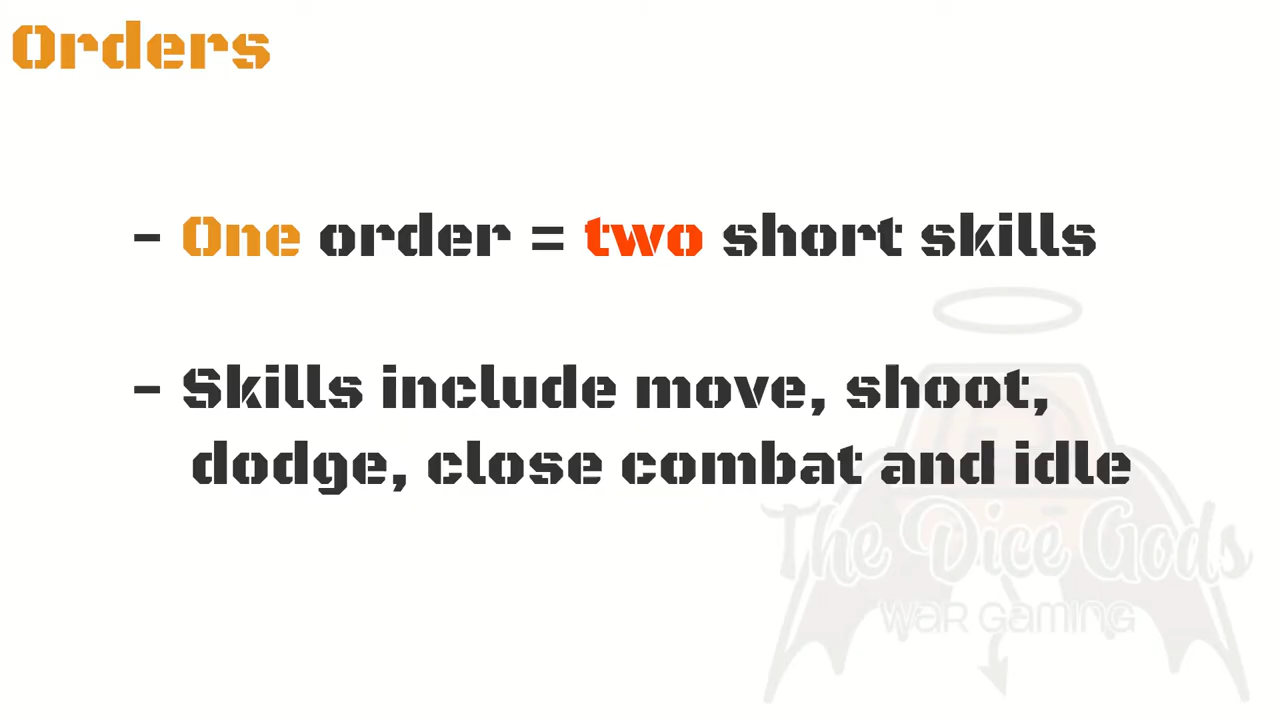 Orders
- One order = two short skills
- Skills include move, shoot,
dodge, close combat and idle
The Dice Gods
WAR GAMING